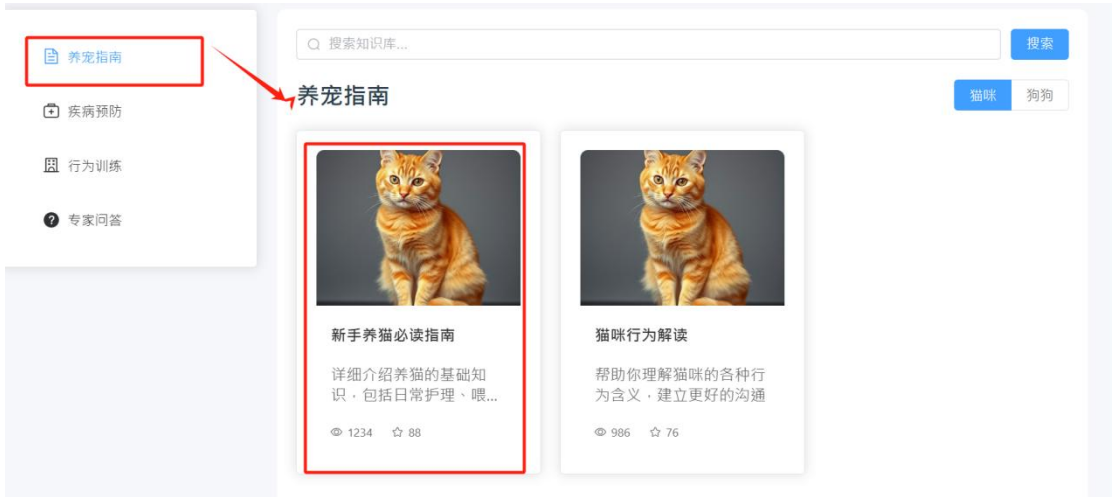 养宠指南
疾病预防
行为训练
专家问答
搜索知识库...
搜索
养宠指南
猫咪
狗狗
新手养猫必读指南
详细介绍养猫的基础知
识，包括日常护理、喂...
1234
88
猫咪行为解读
帮助你理解猫咪的各种行
为含义，建立更好的沟通
986
76